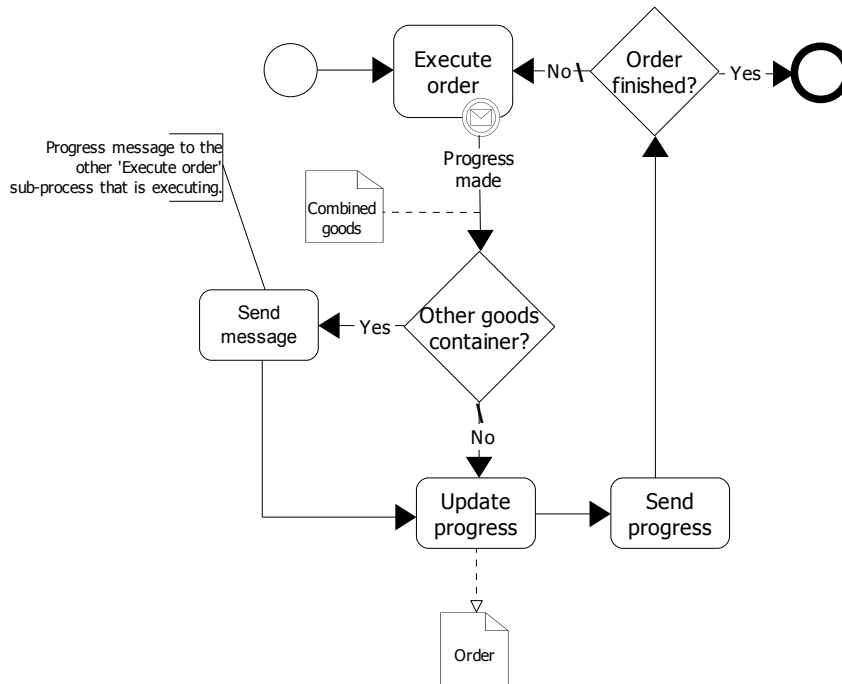 Execute
order
No
Order
finished?
Yes
Progress message to the
other 'Execute order'
sub-process that is executing.
Progress
made
Combined
goods
Send
message
Yes
Other goods
container?
No
Update
progress
Send
progress
Order